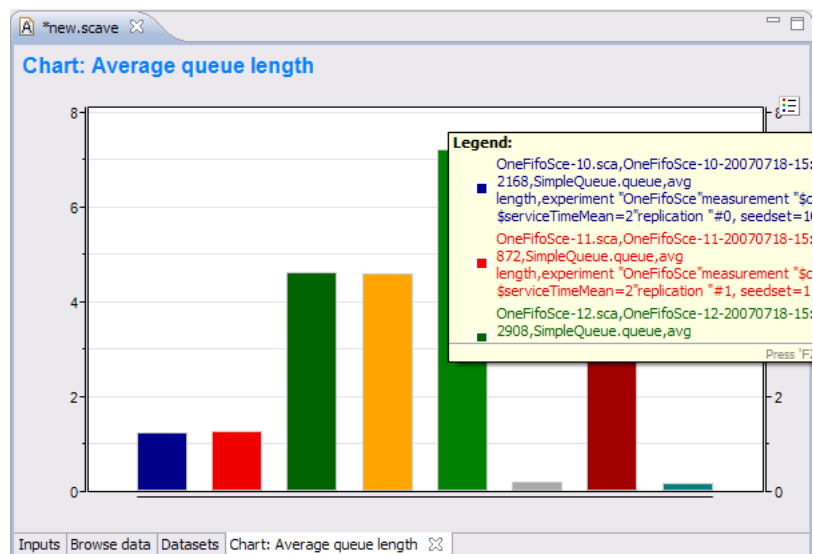 *new.scave
Chart: Average queue length
8
6
4
2
0
8
2
0
Legend:
OneFifoSce-10.sca,OneFifoSce-10-20070718-15:
2168,SimpleQueue.queue,avg
length,experiment "OneFifoSce"measurement "$c
$serviceTimeMean=2"replication "#0, seedset=10
OneFifoSce-11.sca,OneFifoSce-11-20070718-15:
872,SimpleQueue.queue,avg
length,experiment "OneFifoSce"measurement "$c
$serviceTimeMean=2"replication "#1, seedset=1
OneFifoSce-12.sca,OneFifoSce-12-20070718-15:
2908,SimpleQueue.queue,avg
Press 'F2
Inputs Browse data Datasets Chart: Average queue length